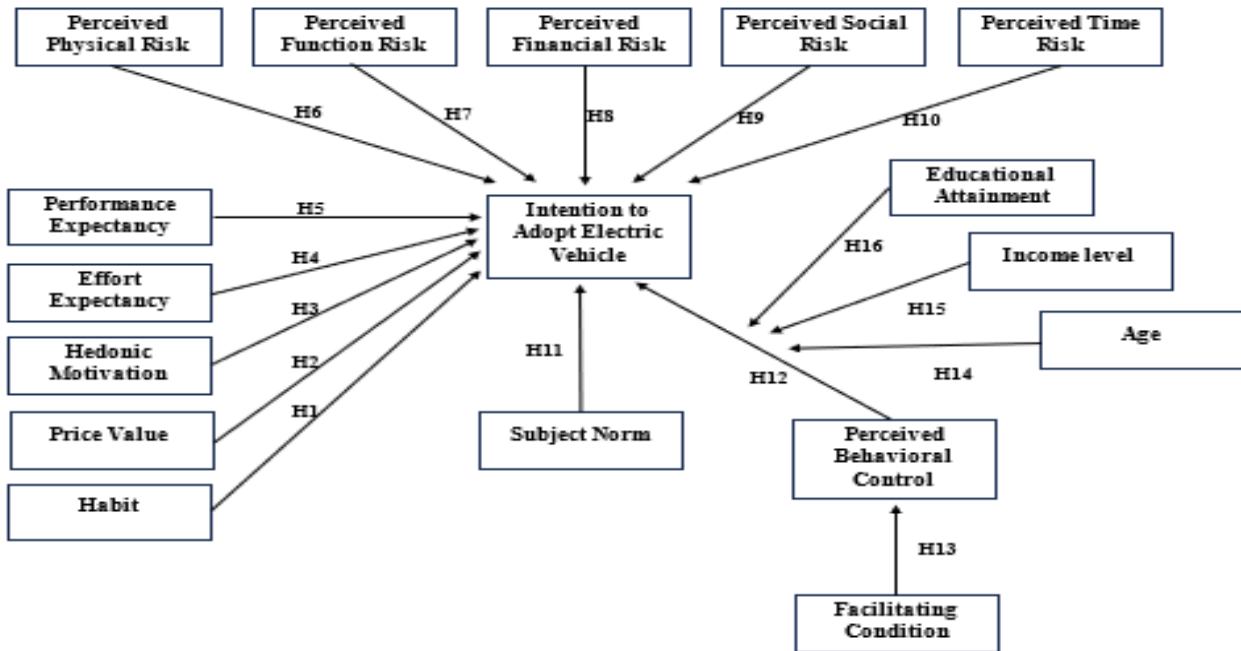 Perceived
Physical Risk
Perceived
Function Risk
Perceived
Financial Risk
Perceived Social
Risk
Perceived Time
Risk
H6
H7
H8
H9
H10
Performance
Expectancy
H5
Intention to
Adopt Electric
Vehicle
Educational
Attainment
Effort
Expectancy
H4
H16
Income level
Hedonic
Motivation
H3
H15
Age
H2
H11
H12
H14
Price Value
H1
Subject Norm
Perceived
Behavioral
Control
Habit
H13
Facilitating
Condition